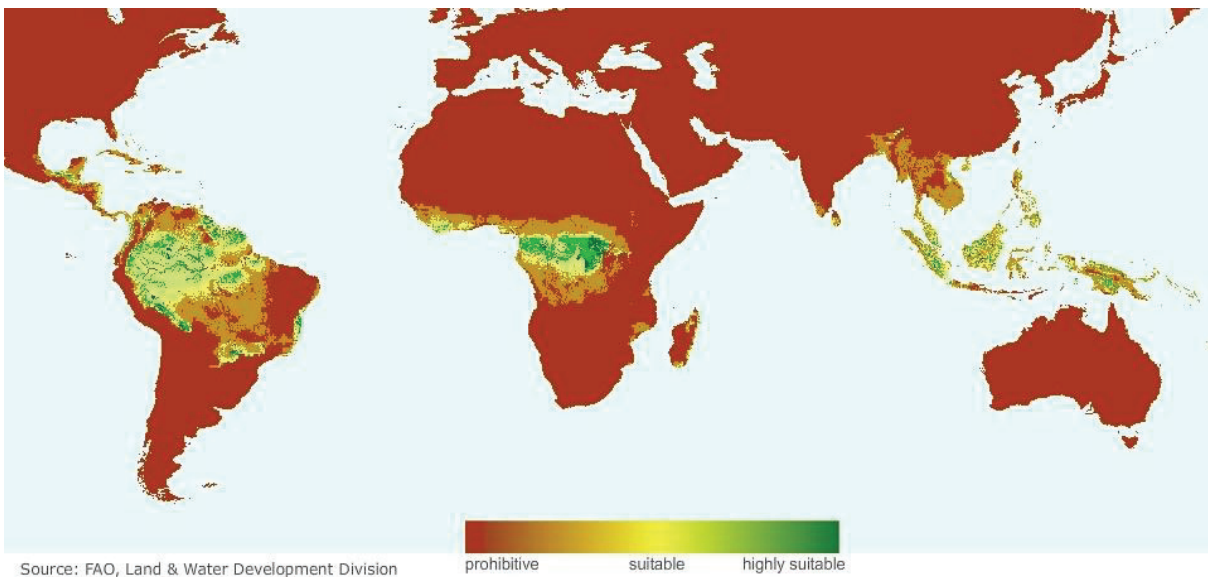 prohibitive suitable highly suitable
Source: FAO, Land & Water Development Division